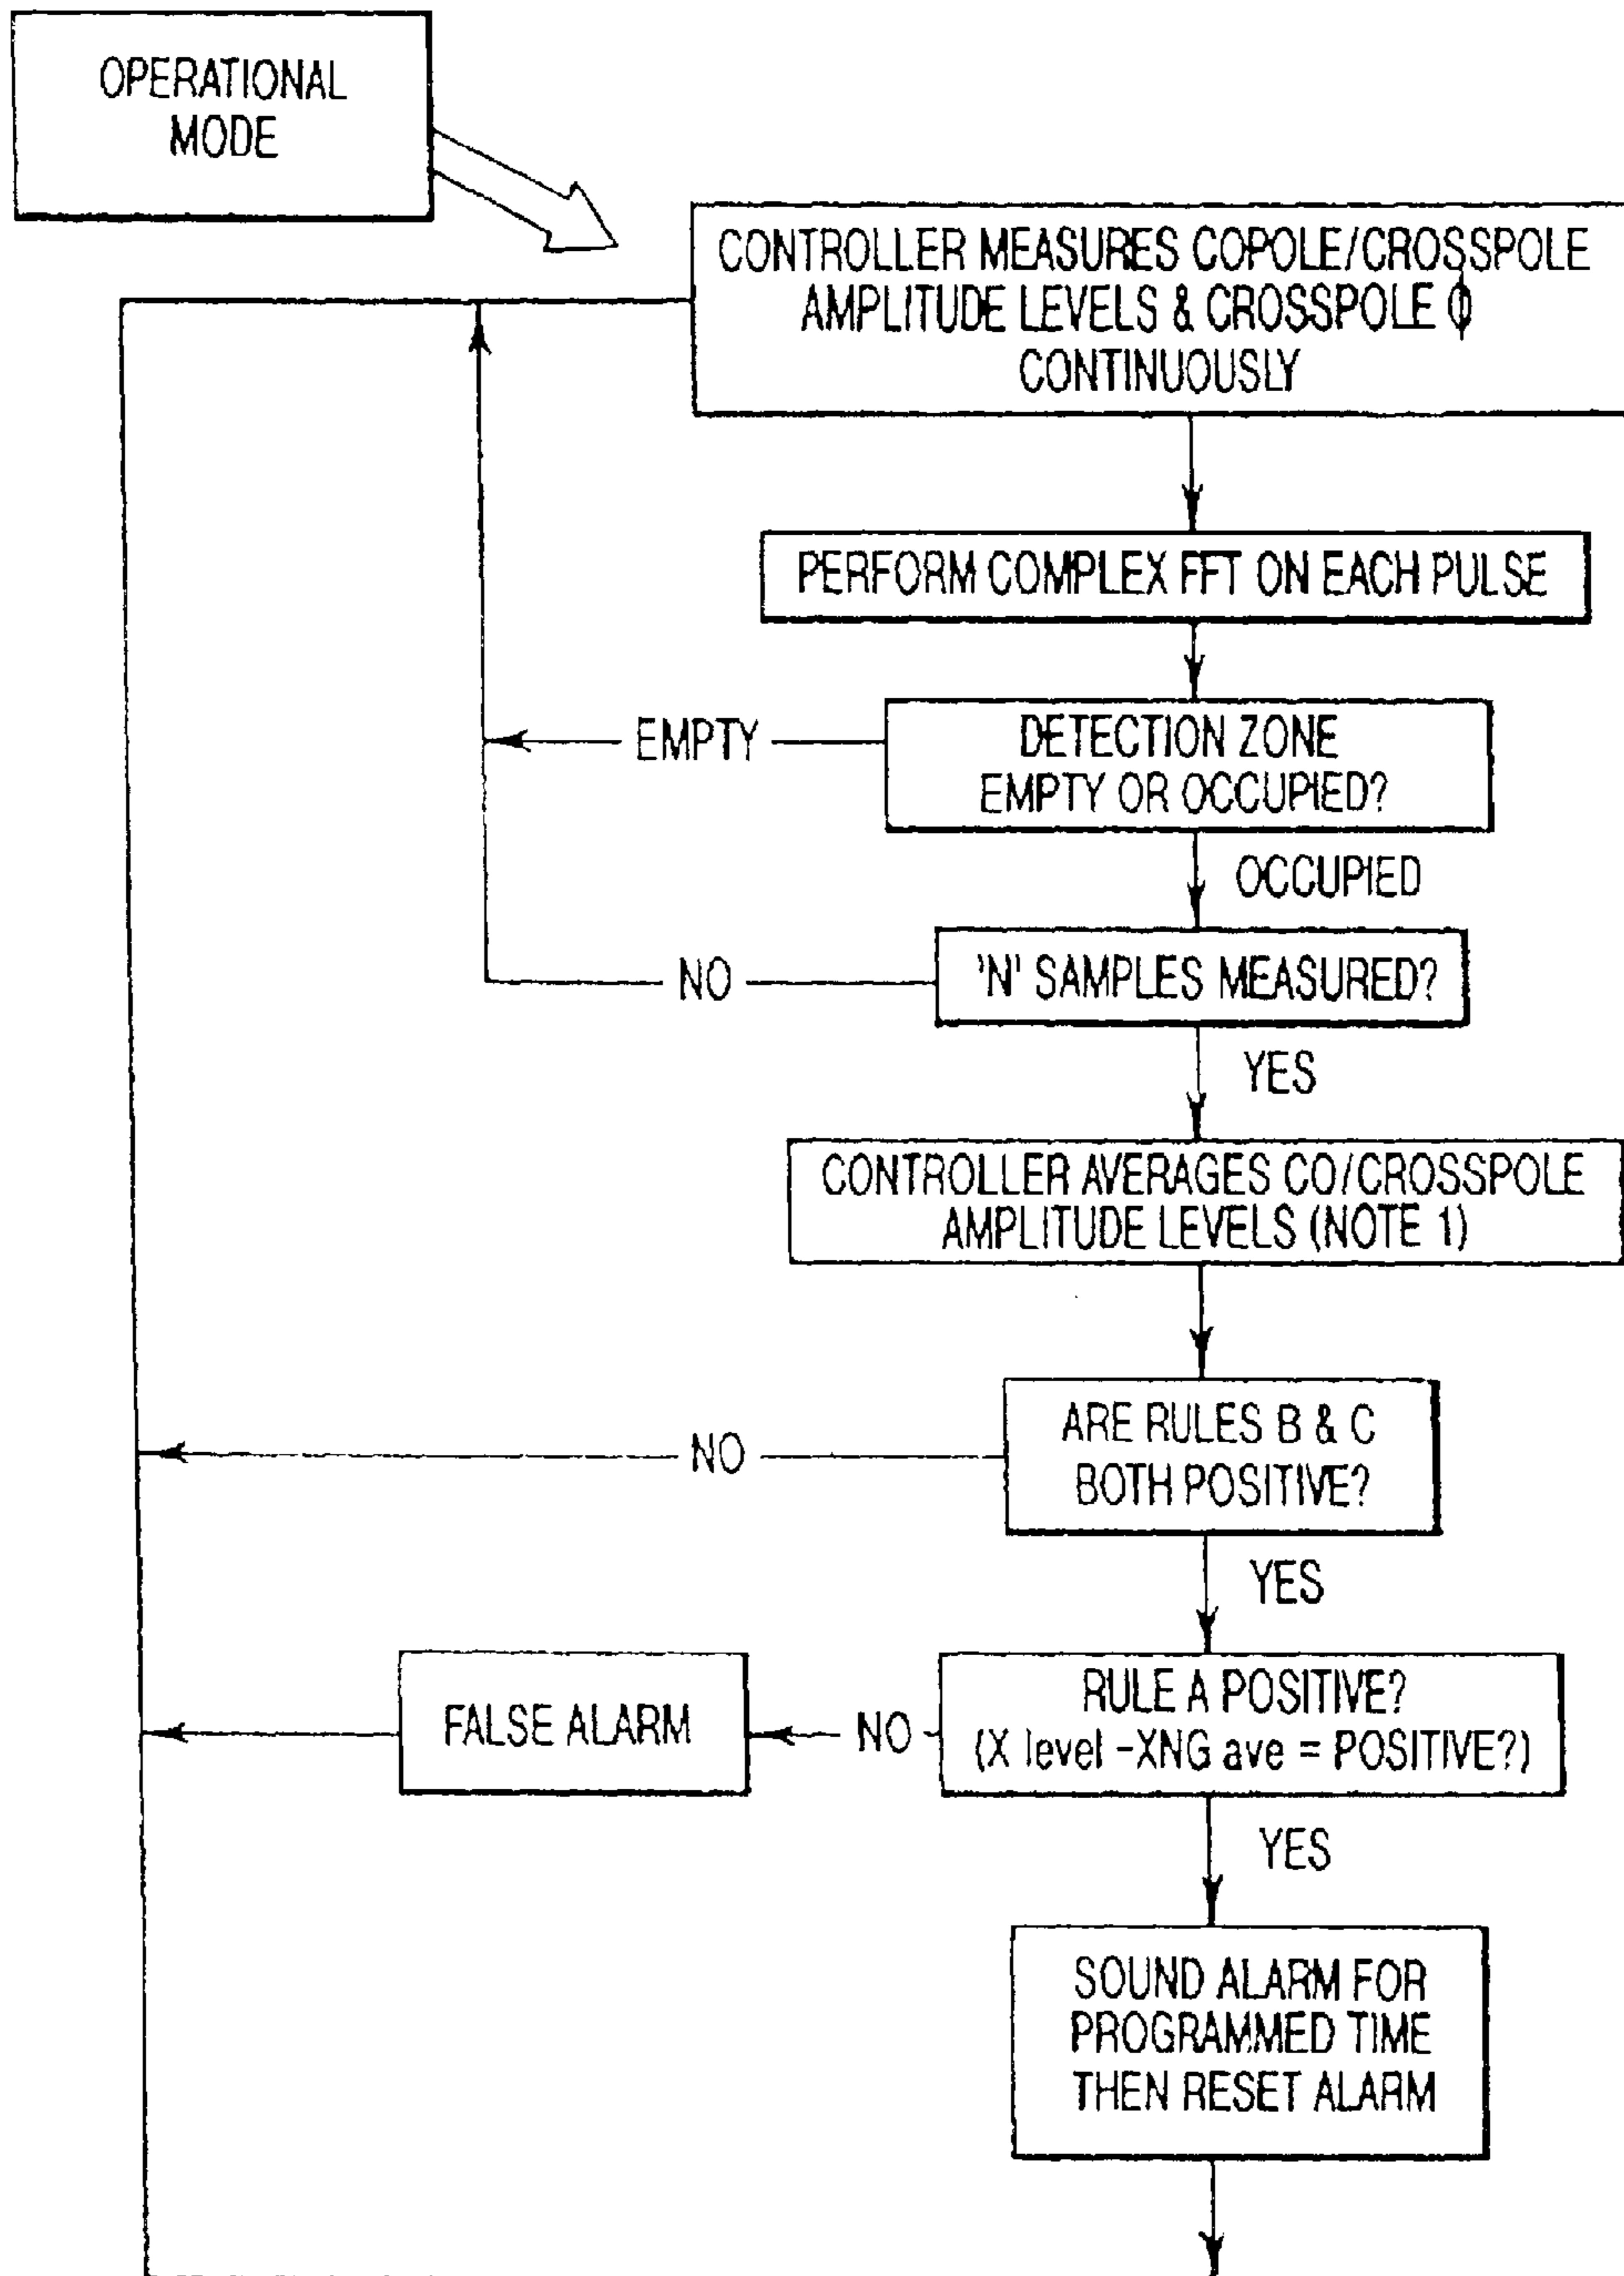 OPERATIONAL
MODE
CONTROLLER MEASURES COPOLE/CROSSPOLE
AMPLITUDE LEVELS & CROSSPOLE ϕ
CONTINUOUSLY
PERFORM COMPLEX FFT ON EACH PULSE
DETECTION ZONE
EMPTY OR OCCUPIED?
EMPTY
OCCUPIED
'N' SAMPLES MEASURED?
NO
YES
CONTROLLER AVERAGES CO/CROSSPOLE
AMPLITUDE LEVELS (NOTE 1)
ARE RULES B & C
BOTH POSITIVE?
NO
YES
RULE A POSITIVE?
(X level -XNG ave = POSITIVE?)
NO
FALSE ALARM
YES
SOUND ALARM FOR
PROGRAMMED TIME
THEN RESET ALARM